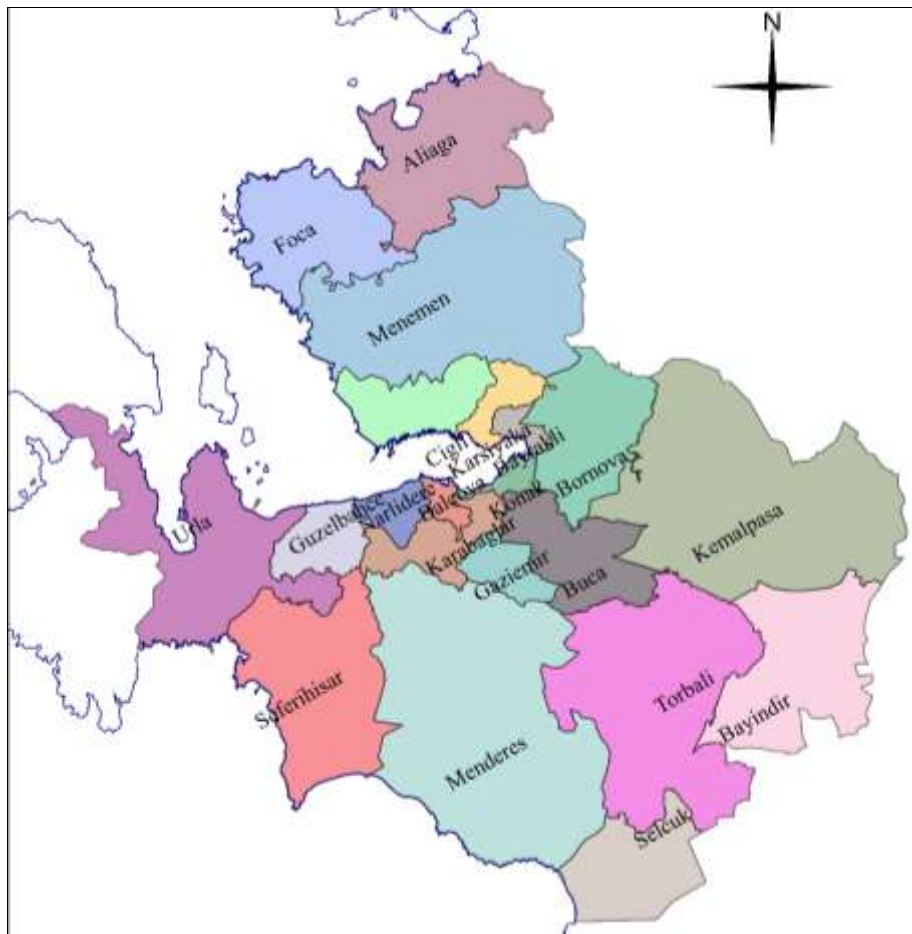 N
Aliaga
Foca
Menemen
Cigli
Karsiyaka
Bayrakli
Bornova
Urla
Guzelbahce
Narlidere
Balcova
Konak
Karabaglar
Gaziemir
Buca
Kemalpasa
Seferihisar
Menderes
Torbali
Bayindir
Selcuk